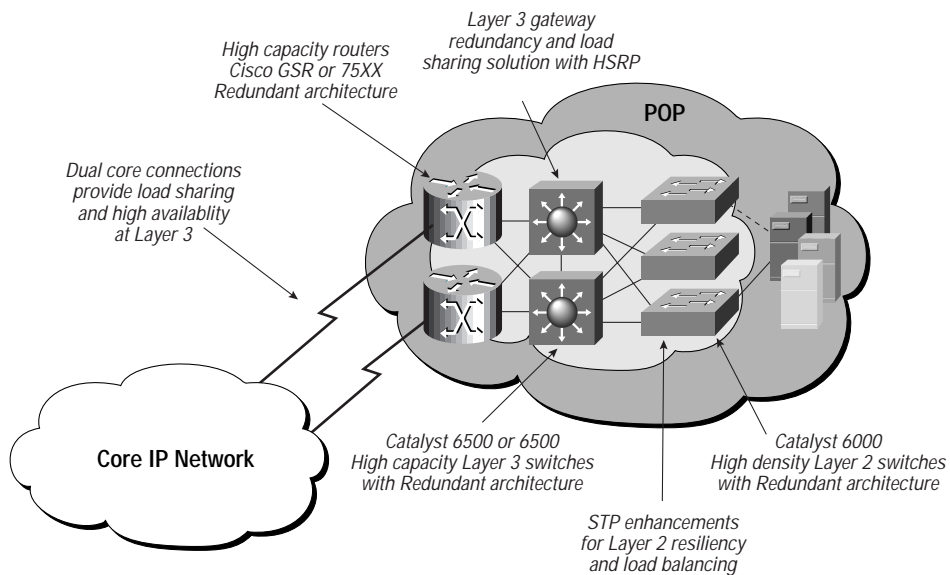 Layer 3 gateway
redundancy and load
sharing solution with HSRP
High capacity routers
Cisco GSR or 75XX
Redundant architecture
POP
Dual core connections
provide load sharing
and high availablity
at Layer 3
Core IP Network
Catalyst 6500 or 6500
High capacity Layer 3 switches
with Redundant architecture
Catalyst 6000
High density Layer 2 switches
with Redundant architecture
STP enhancements
for Layer 2 resiliency
and load balancing